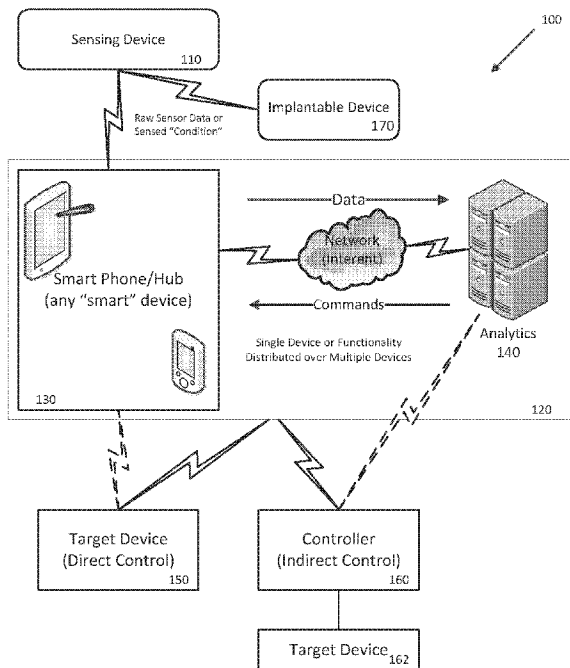 100
Sensing Device
110
Implantable Device
170
Raw Sensor Data or
Sensed "Condition"
Data
Network
(Interent)
Commands
Smart Phone/Hub
(any "smart" device)
Analytics
140
Single Device or Functionality
Distributed over Multiple Devices
130
120
Target Device
(Direct Control)
150
Controller
(Indirect Control)
160
Target Device
162